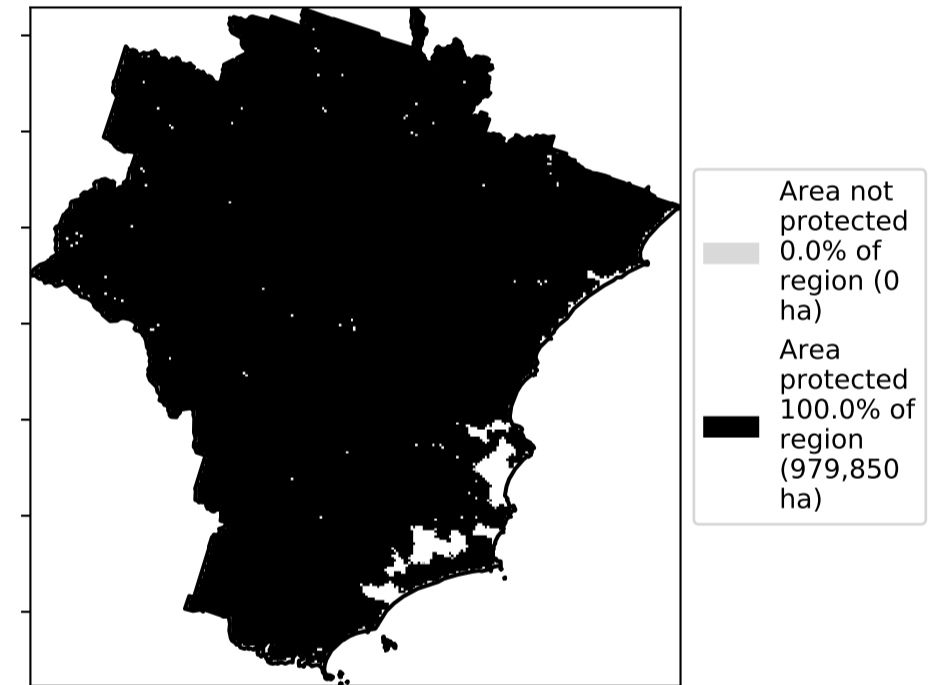 Area not
protected
0.0% of
region (0
ha)
Area
protected
100.0% of
region
(979,850
ha)